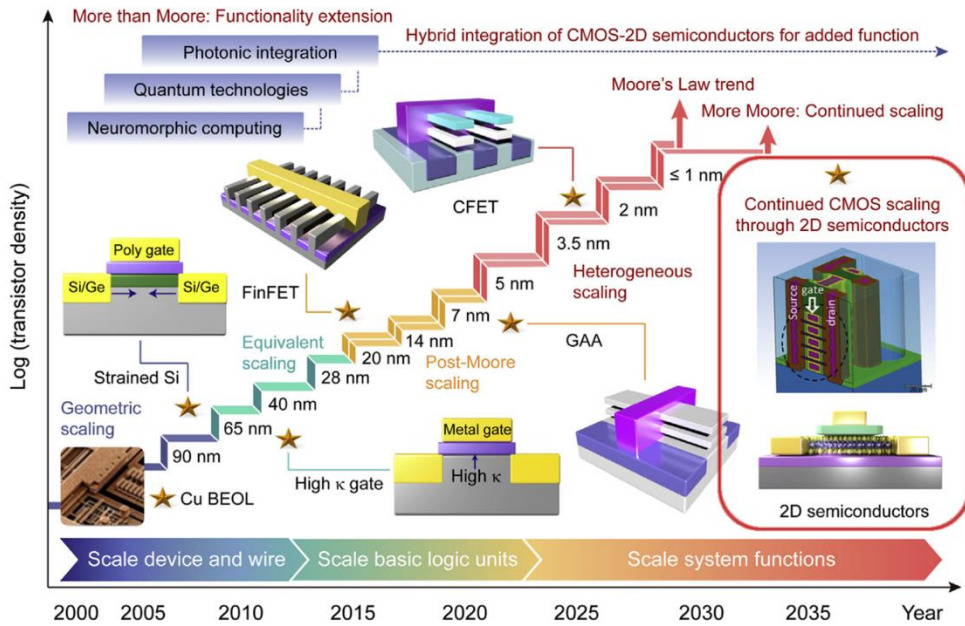 More than Moore: Functionality extension
Photonic integration
Quantum technologies
Neuromorphic computing
Hybrid integration of CMOS-2D semiconductors for added function
Moore's Law trend
More Moore: Continued scaling
Log (transistor density)
Poly gate
Si/Ge
Si/Ge
Strained Si
FinFET
CFET
GAA
Geometric
scaling
Equivalent
scaling
Post-Moore
scaling
Heterogeneous
scaling
90 nm
65 nm
40 nm
28 nm
20 nm
14 nm
7 nm
5 nm
3.5 nm
2 nm
≤ 1 nm
Cu BEOL
High κ gate
Metal gate
High κ
Continued CMOS scaling
through 2D semiconductors
Source
gate
drain
2D semiconductors
Scale device and wire
Scale basic logic units
Scale system functions
2000
2005
2010
2015
2020
2025
2030
2035
Year